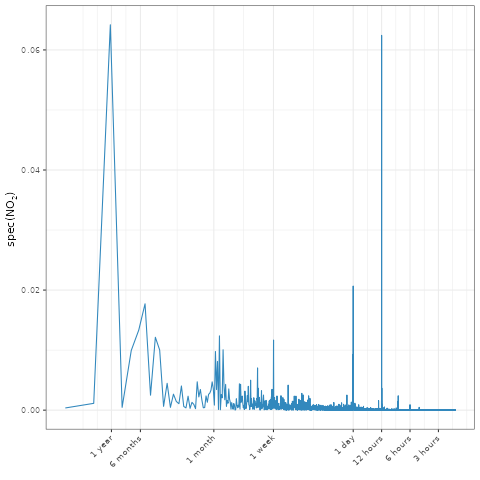 0.06
0.04
0.02
0.00
spec(NO₂)
1 year
6 months
1 month
1 week
1 day
12 hours
6 hours
3 hours